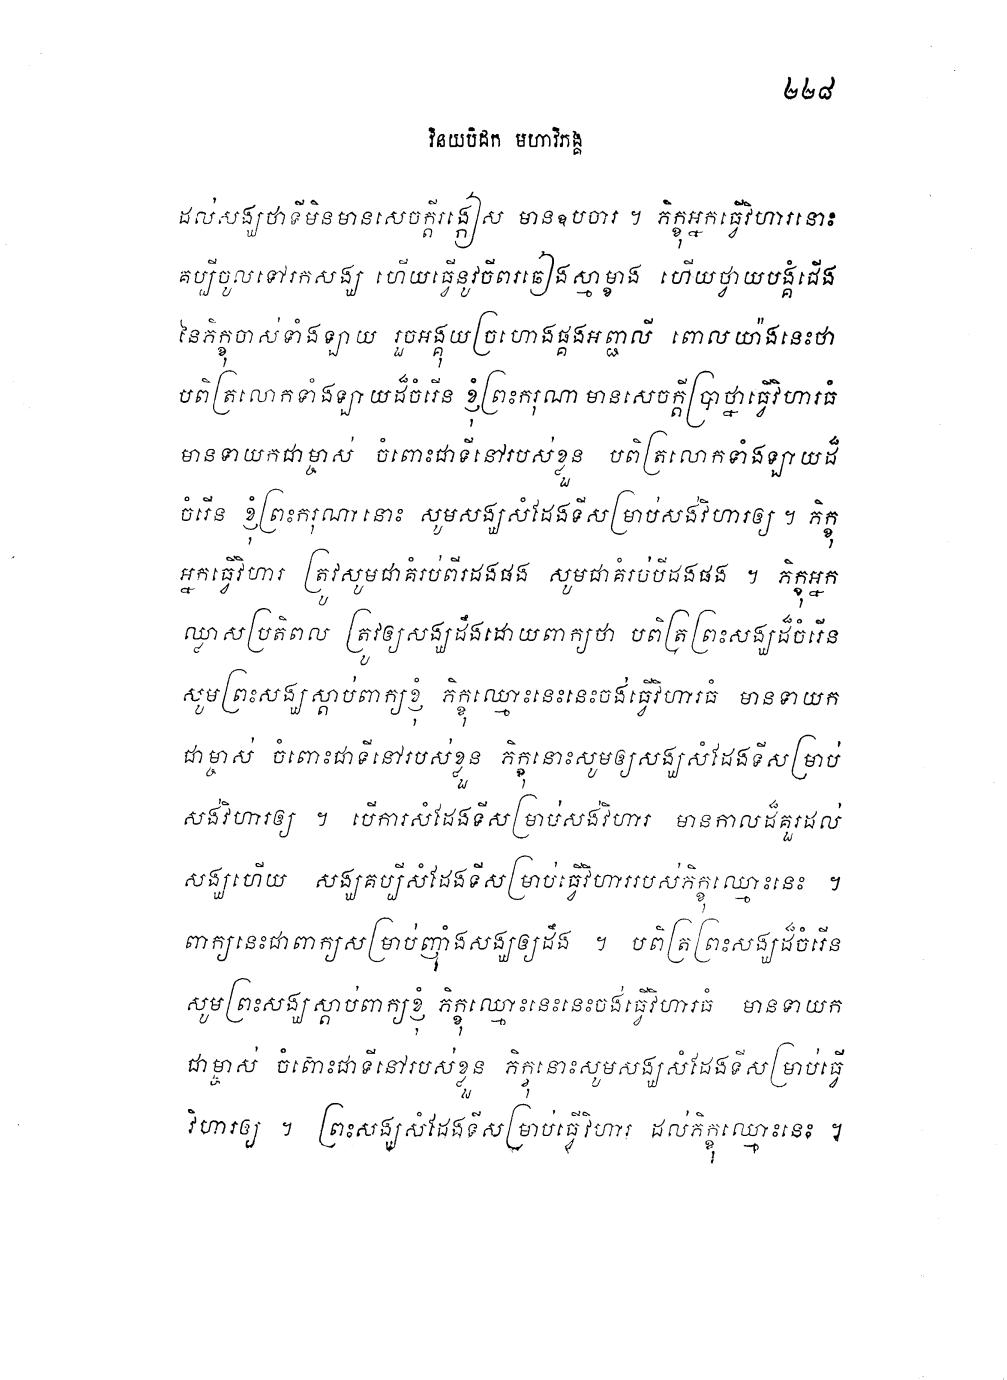 ២២៨
វិនយបិដក មហាវិភង្គ
ដល់សង្ឃថាទីមិនមានសេចក្តីរង្គៀស មានឧបចារ ។ ភិក្ខុអ្នកធ្វើវិហារនោះ
គប្បីចូលទៅរកសង្ឃ ហើយធ្វើនូវចីពរធៀងស្មាម្ខាង ហើយថ្វាយបង្គំជើង
នៃភិក្ខុចាស់ទាំងឡាយ រួចអង្គុយច្រហោងផ្គងអញ្ជលី ពោលយ៉ាងនេះថា
បពិត្រលោកទាំងឡាយដ៏ចំរើន ខ្ញុំព្រះករុណា មានសេចក្តីប្រាថ្នាធ្វើវិហារធំ
មានទាយកជាម្ចាស់ ចំពោះជាទីនៅរបស់ខ្លួន បពិត្រលោកទាំងឡាយដ៏
ចំរើន ខ្ញុំព្រះករុណានោះ សូមសង្ឃសំដែងទីសម្រាប់សង់វិហារឲ្យ ។ ភិក្ខុ
អ្នកធ្វើវិហារ ត្រូវសូមជាគំរប់ពីរដងផង សូមជាគំរប់បីដងផង ។ ភិក្ខុអ្នក
ឈ្លាសប្រតិពល ត្រូវឲ្យសង្ឃដឹងដោយពាក្យថា បពិត្រព្រះសង្ឃដ៏ចំរើន
សូមព្រះសង្ឃស្តាប់ពាក្យខ្ញុំ ភិក្ខុឈ្មោះនេះនេះចង់ធ្វើវិហារធំ មានទាយក
ជាម្ចាស់ ចំពោះជាទីនៅរបស់ខ្លួន ភិក្ខុនោះសូមឲ្យសង្ឃសំដែងទីសម្រាប់
សង់វិហារឲ្យ ។ បើការសំដែងទីសម្រាប់សង់វិហារ មានកាលដ៏គួរដល់
សង្ឃហើយ សង្ឃគប្បីសំដែងទីសម្រាប់ធ្វើវិហាររបស់ភិក្ខុឈ្មោះនេះ ។
ពាក្យនេះជាពាក្យសម្រាប់ញ៉ាំងសង្ឃឲ្យដឹង ។ បពិត្រព្រះសង្ឃដ៏ចំរើន
សូមព្រះសង្ឃស្តាប់ពាក្យខ្ញុំ ភិក្ខុឈ្មោះនេះនេះចង់ធ្វើវិហារធំ មានទាយក
ជាម្ចាស់ ចំពោះជាទីនៅរបស់ខ្លួន ភិក្ខុនោះសូមសង្ឃសំដែងទីសម្រាប់ធ្វើ
វិហារឲ្យ ។ ព្រះសង្ឃសំដែងទីសម្រាប់ធ្វើវិហារ ដល់ភិក្ខុឈ្មោះនេះ ។